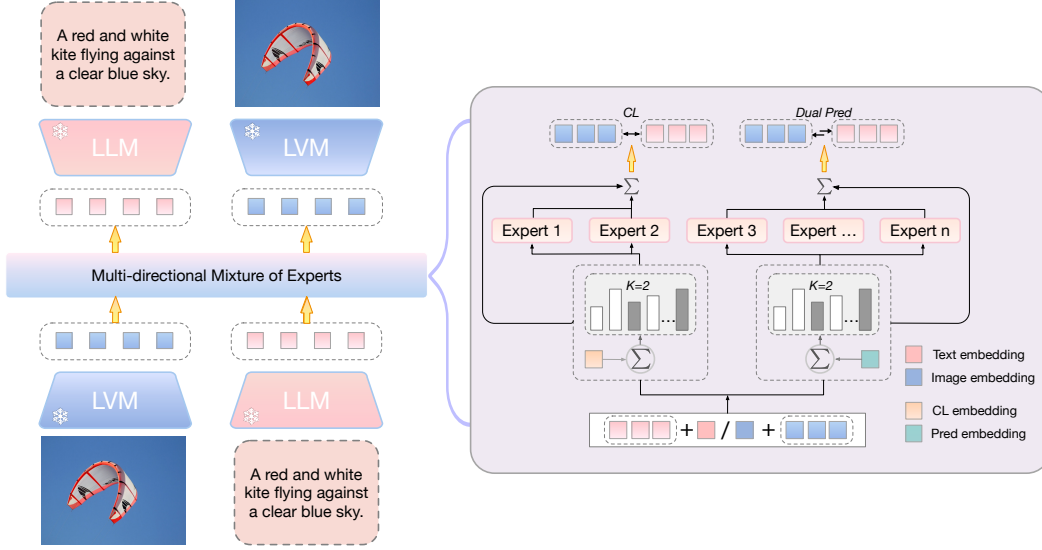 A red and white
kite flying against
a clear blue sky.
LLM
LVM
Multi-directional Mixture of Experts
LVM
LLM
A red and white
kite flying against
a clear blue sky.
CL
Dual Pred
Σ
Σ
Expert 1
Expert 2
Expert 3
Expert ...
Expert n
K=2
...
K=2
...
Σ
Σ
+ / +
Text embedding
Image embedding
CL embedding
Pred embedding